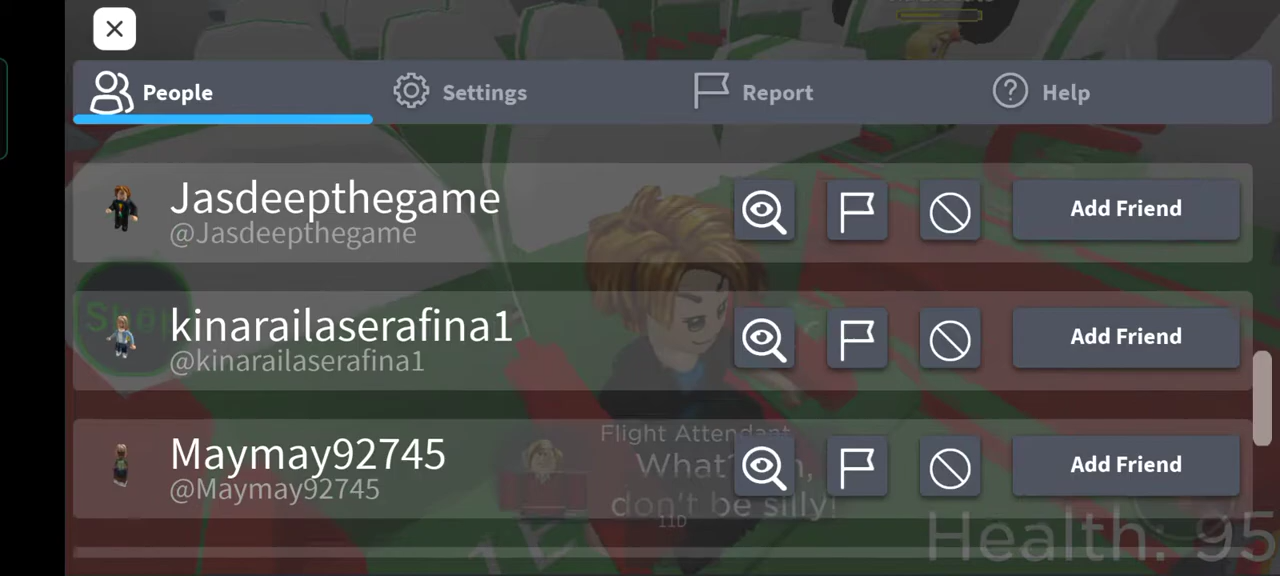 People
Settings
Report
Help
Jasdeepthegame
@Jasdeepthegame
Add Friend
kinarailaserafina1
@kinarailaserafina1
Add Friend
Maymay92745
@Maymay92745
Add Friend
Flight Attendant
don't be silly!
11D
Health: 95